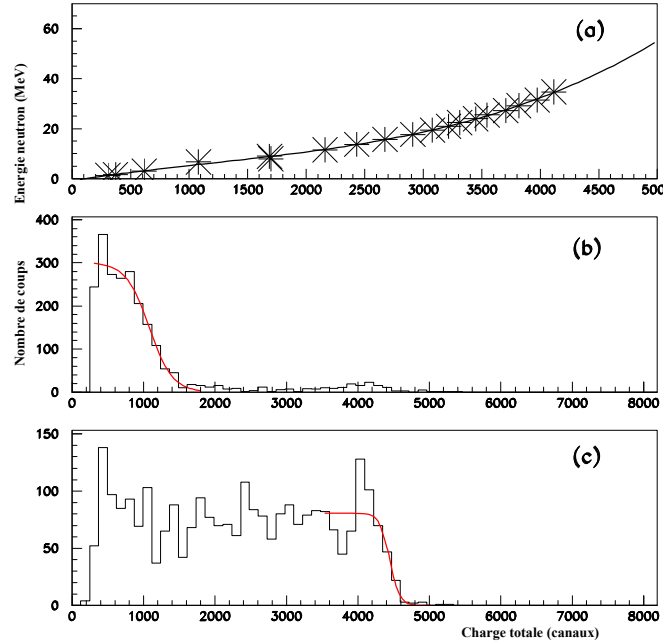 60
40
20
0
(a)
Energie neutron (MeV)
0 500 1000 1500 2000 2500 3000 3500 4000 4500 500
400
300
200
100
0
(b)
Nombre de coups
0 1000 2000 3000 4000 5000 6000 7000 8000
150
100
50
0
(c)
0 1000 2000 3000 4000 5000 6000 7000 8000
Charge totale (canaux)